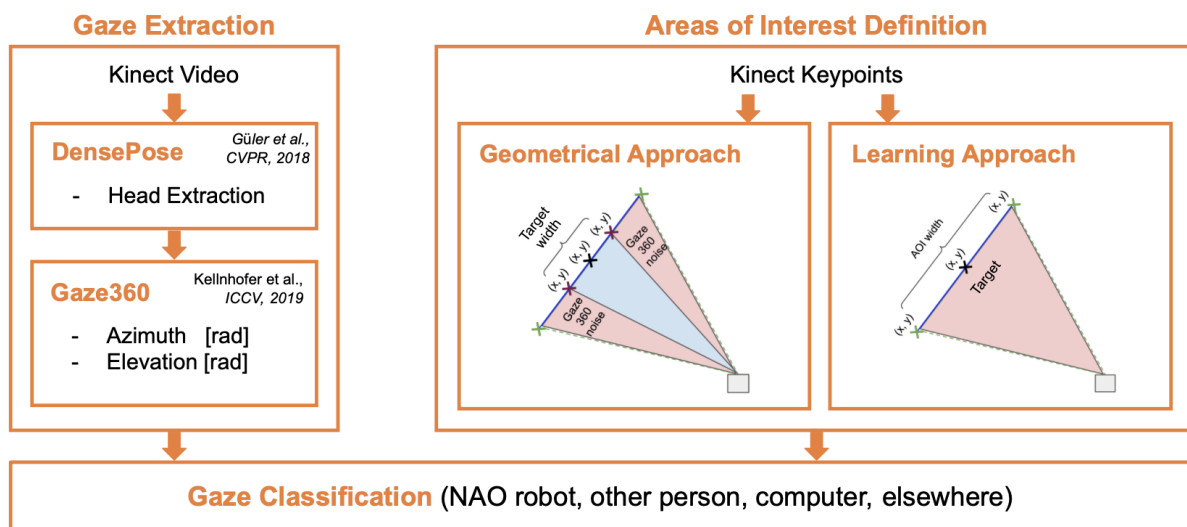 Gaze Extraction
Kinect Video
DensePose
Güler et al.,
CVPR, 2018
- Head Extraction
Gaze360
Kellnhofer et al.,
ICCV, 2019
- Azimuth [rad]
- Elevation [rad]
Areas of Interest Definition
Kinect Keypoints
Geometrical Approach
Target
width
(x, y)
(x, y)
(x, y)
Gaze
360
noise
Gaze
360
noise
Learning Approach
AOI width
(x, y)
(x, y)
(x, y)
Target
Gaze Classification (NAO robot, other person, computer, elsewhere)